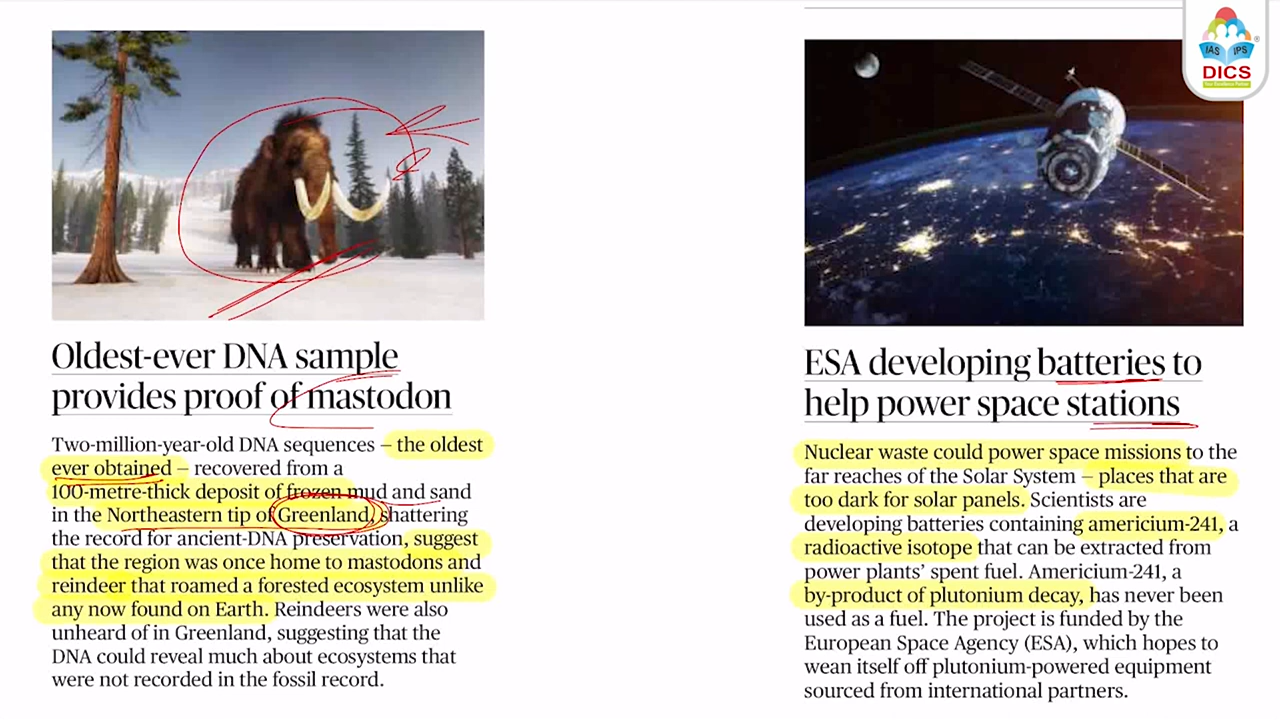 IAS IPS
DICS
Your Excellence Partner
Oldest-ever DNA sample
provides proof of mastodon
Two-million-year-old DNA sequences – the oldest
ever obtained – recovered from a
100-metre-thick deposit of frozen mud and sand
in the Northeastern tip of Greenland, shattering
the record for ancient-DNA preservation, suggest
that the region was once home to mastodons and
reindeer that roamed a forested ecosystem unlike
any now found on Earth. Reindeers were also
unheard of in Greenland, suggesting that the
DNA could reveal much about ecosystems that
were not recorded in the fossil record.
ESA developing batteries to
help power space stations
Nuclear waste could power space missions to the
far reaches of the Solar System – places that are
too dark for solar panels. Scientists are
developing batteries containing americium-241, a
radioactive isotope that can be extracted from
power plants’ spent fuel. Americium-241, a
by-product of plutonium decay, has never been
used as a fuel. The project is funded by the
European Space Agency (ESA), which hopes to
wean itself off plutonium-powered equipment
sourced from international partners.